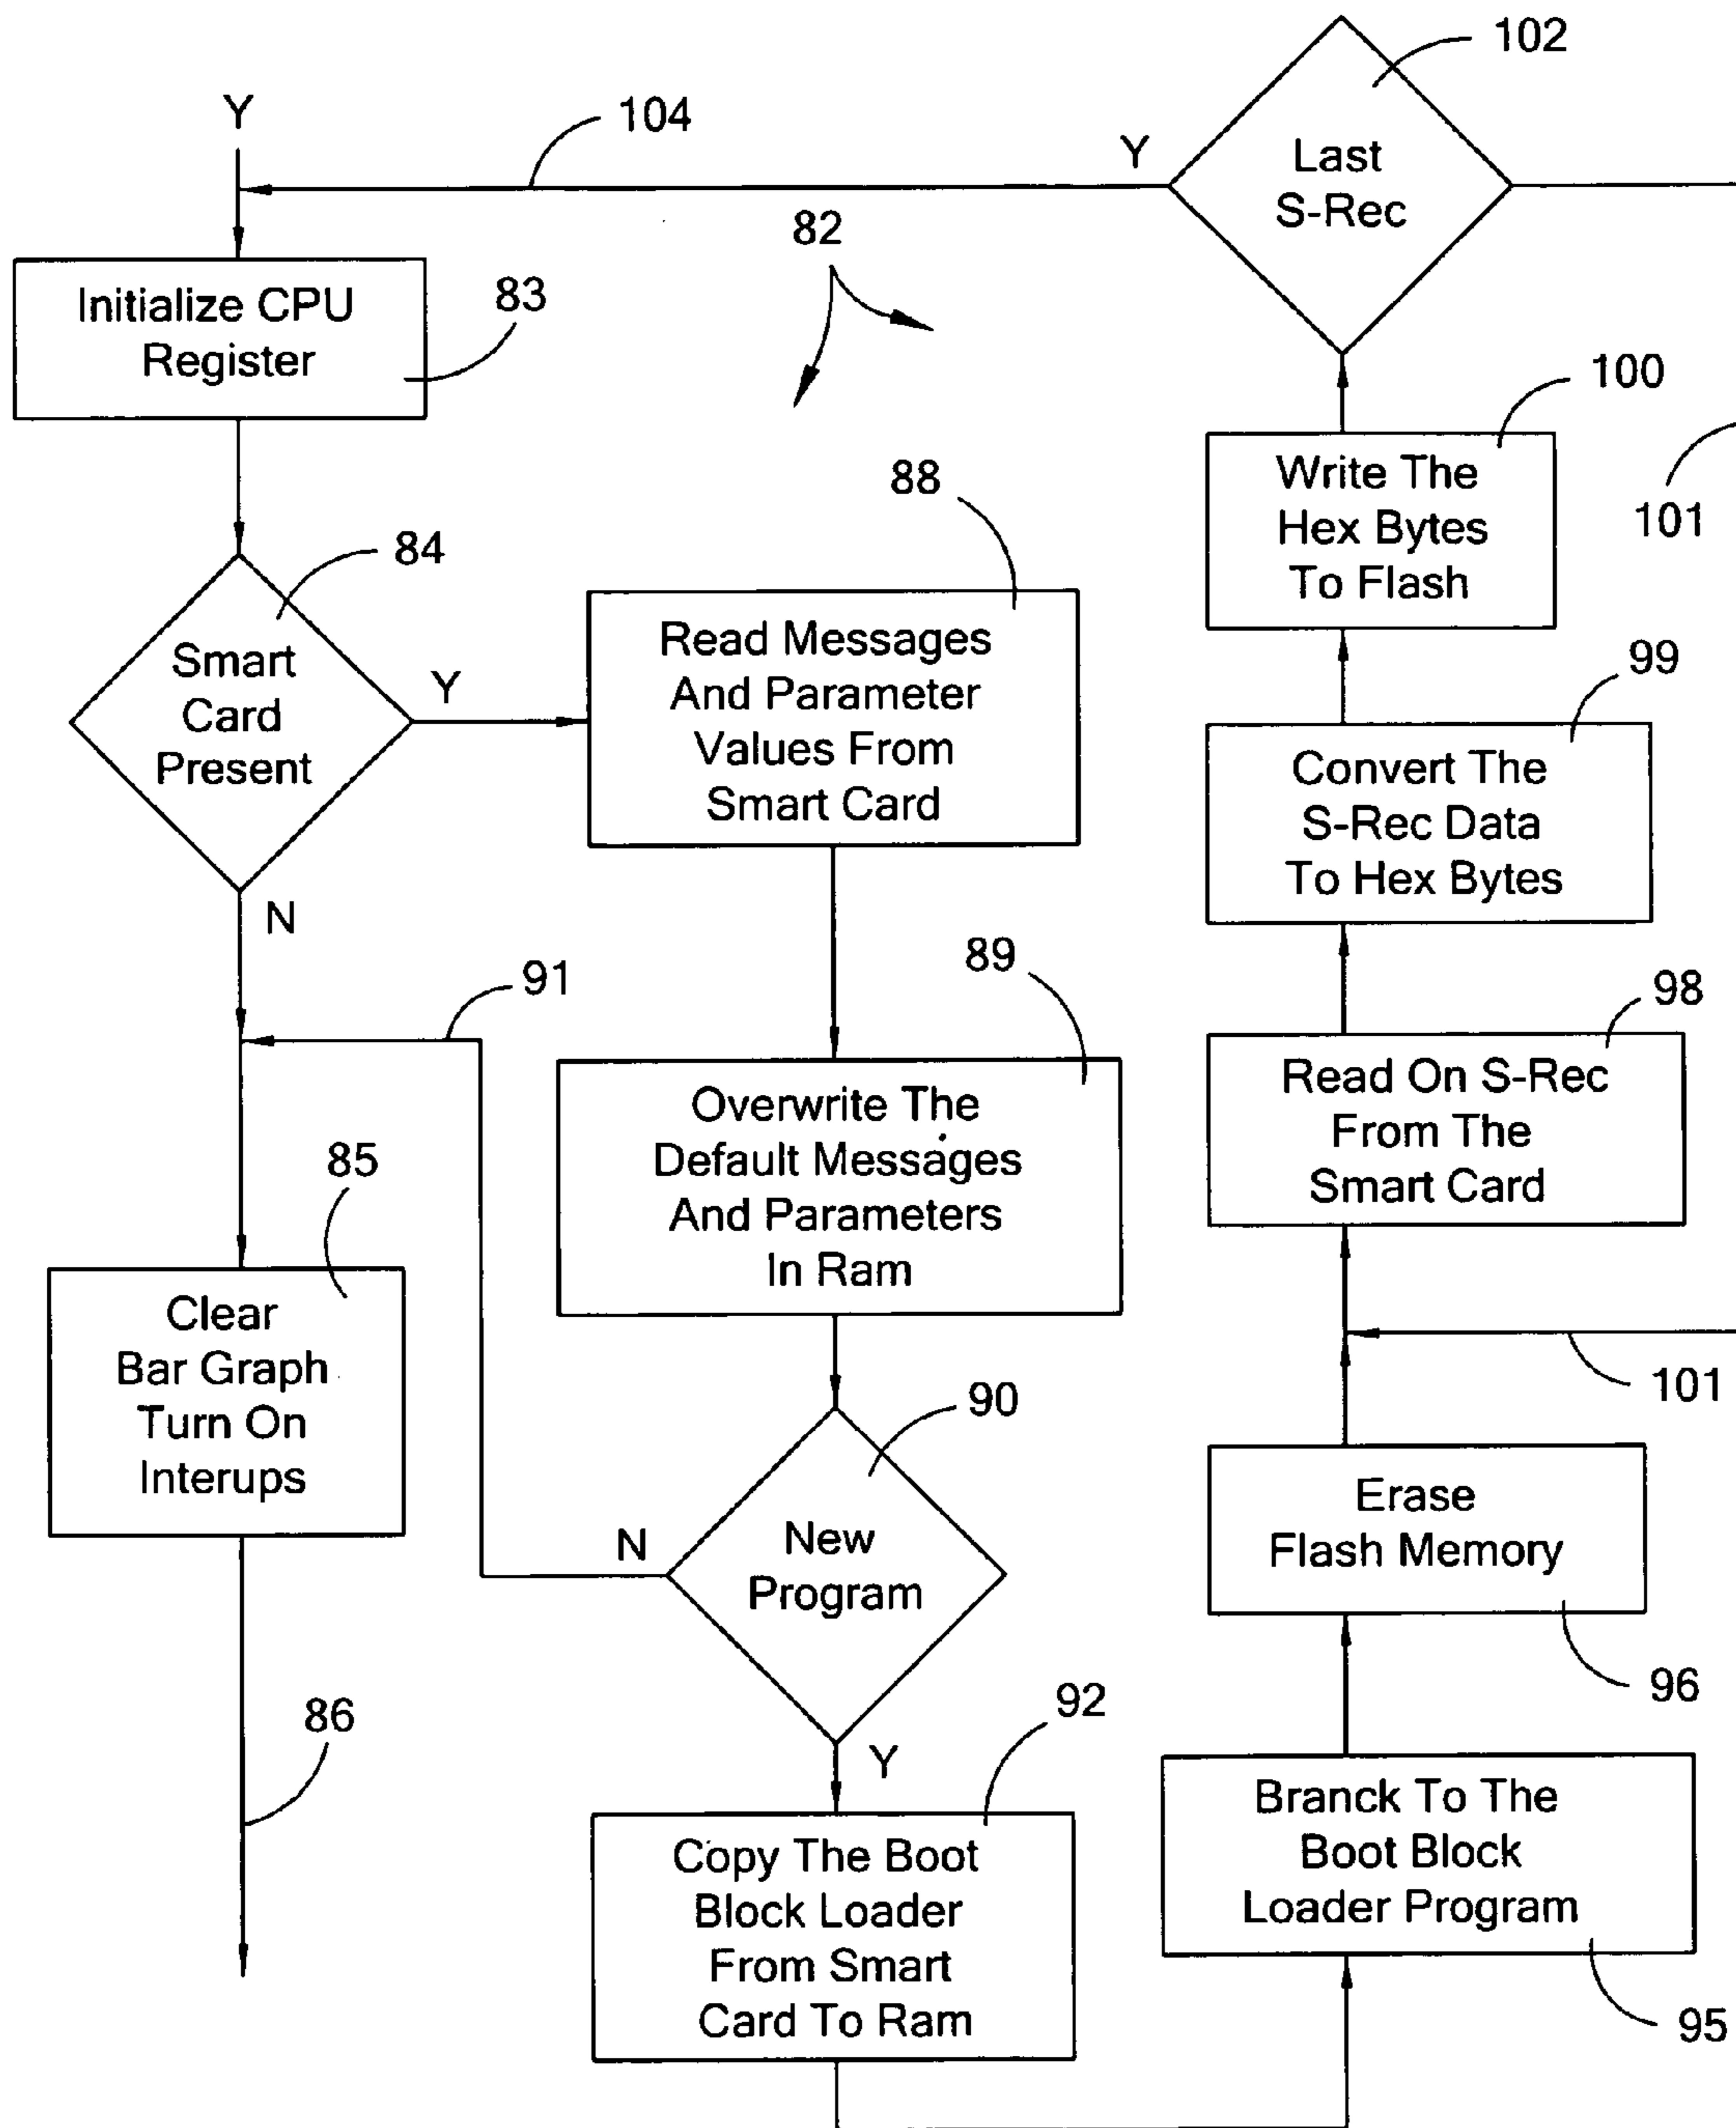 102
Y
104
Y
Last
S-Rec
82
Initialize CPU
Register
83
100
Write The
Hex Bytes
To Flash
101
88
84
Smart
Card
Present
Y
Read Messages
And Parameter
Values From
Smart Card
99
Convert The
S-Rec Data
To Hex Bytes
N
91
89
98
Read On S-Rec
From The
Smart Card
Overwrite The
Default Messages
And Parameters
In Ram
85
Clear
Bar Graph
Turn On
Interups
101
90
New
Program
N
Y
Erase
Flash Memory
96
86
92
Copy The Boot
Block Loader
From Smart
Card To Ram
Branck To The
Boot Block
Loader Program
95